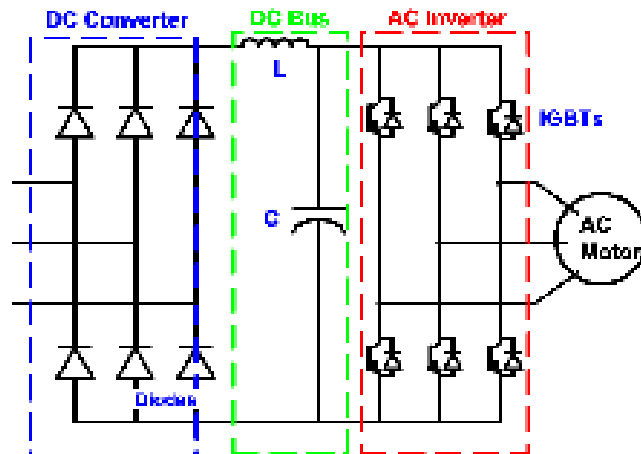 DC Converter
DC Bus
AC Inverter
L
IGBTs
C
AC
Motor
Diodes